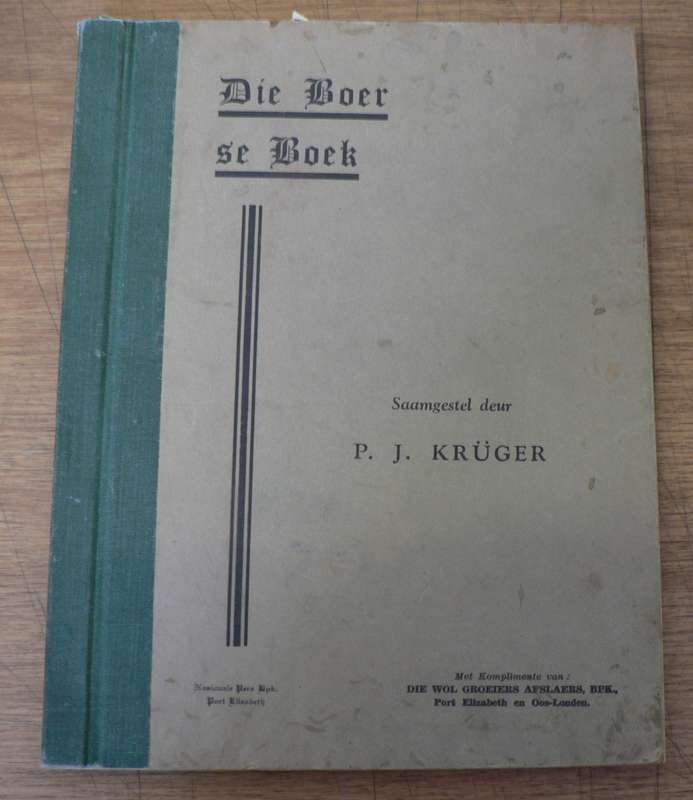 Die Boer
se Boek
Saamgestel deur
P. J. KRÜGER
Nasionale Pers Bpk.
Port Elizabeth
Met Komplimente van :
DIE WOL GROEIERS AFSLAERS, BPK.,
Port Elizabeth en Oos-Londen.